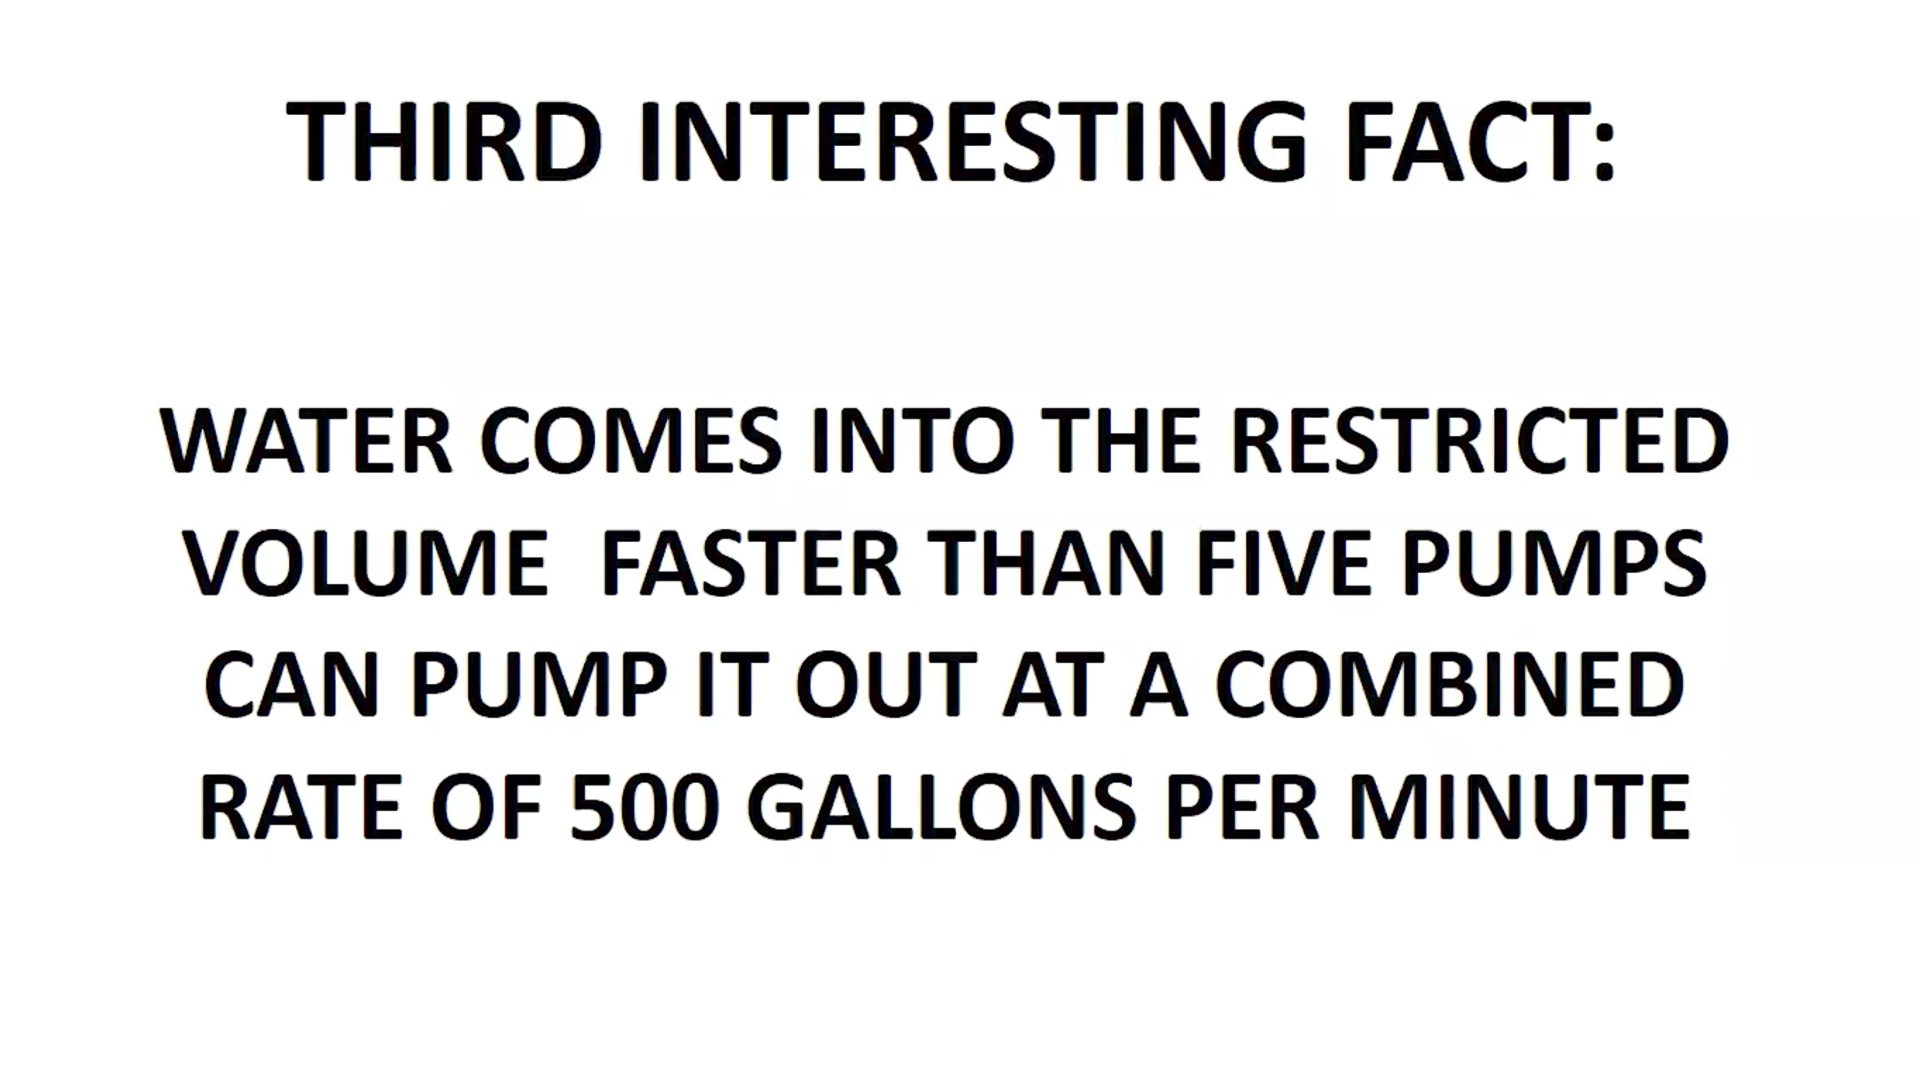 THIRD INTERESTING FACT:
WATER COMES INTO THE RESTRICTED
VOLUME  FASTER THAN FIVE PUMPS
CAN PUMP IT OUT AT A COMBINED
RATE OF 500 GALLONS PER MINUTE